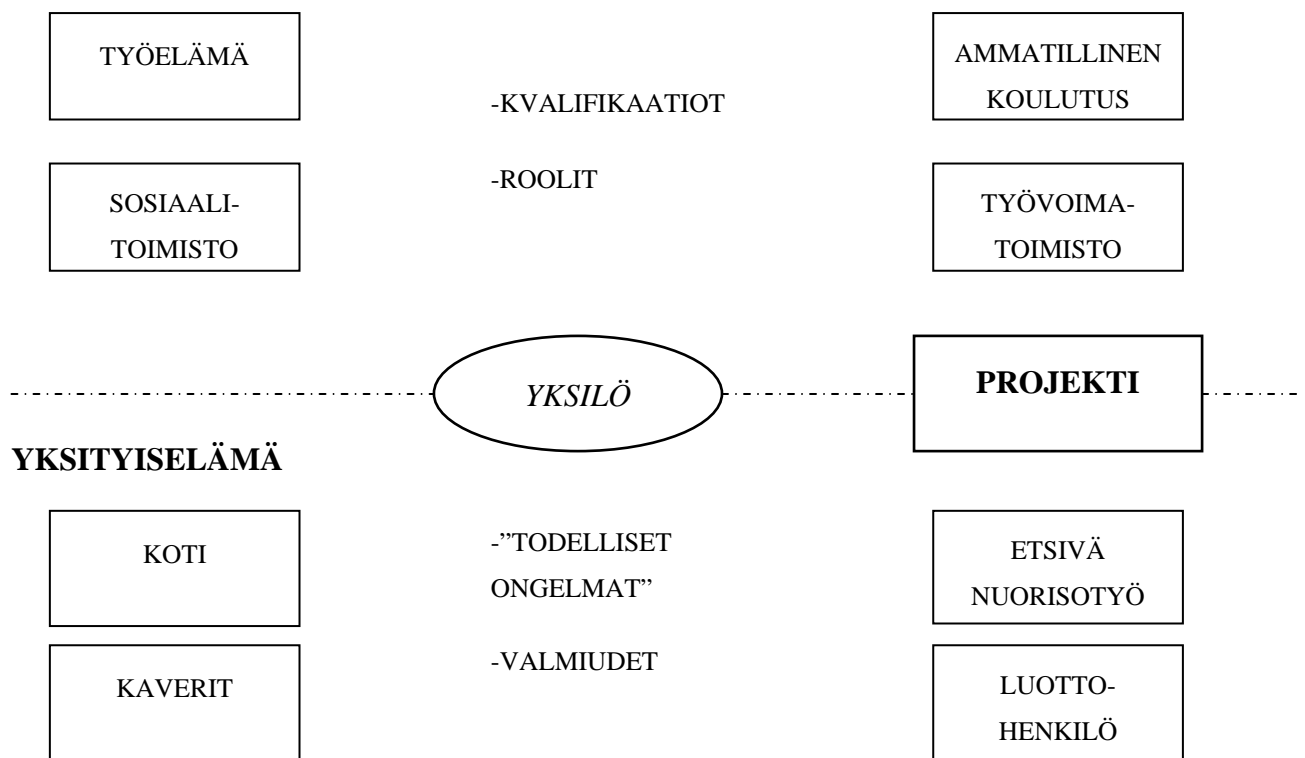 TYÖELÄMÄ
-KVALIFIKAATIOT
AMMATILLINEN
KOULUTUS
SOSIAALI-
TOIMISTO
-ROOLIT
TYÖVOIMA-
TOIMISTO
YKSILÖ
PROJEKTI
YKSITYISELÄMÄ
KOTI
-”TODELLISET
ONGELMAT”
ETSIVÄ
NUORISOTYÖ
KAVERIT
-VALMIUDET
LUOTTO-
HENKILÖ